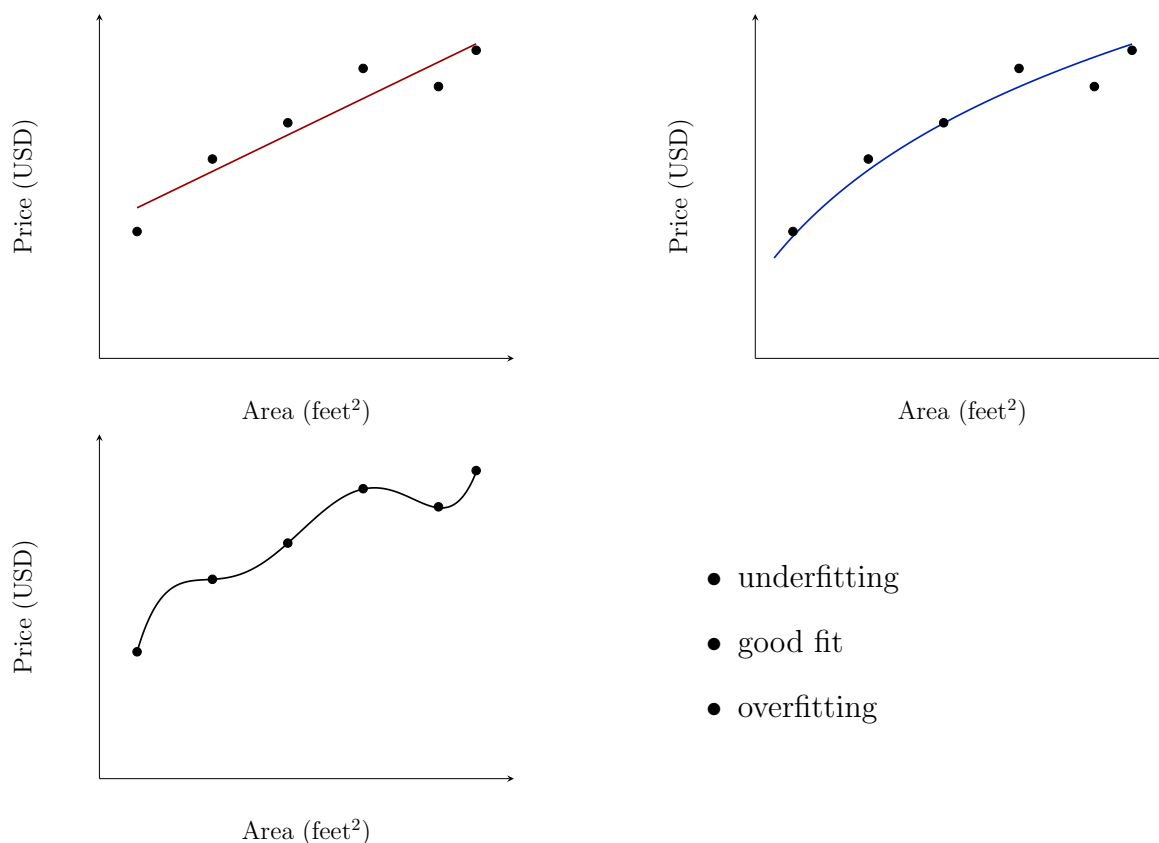 Price (USD)
Area (feet²)
Price (USD)
Area (feet²)
Price (USD)
Area (feet²)
• underfitting
• good fit
• overfitting